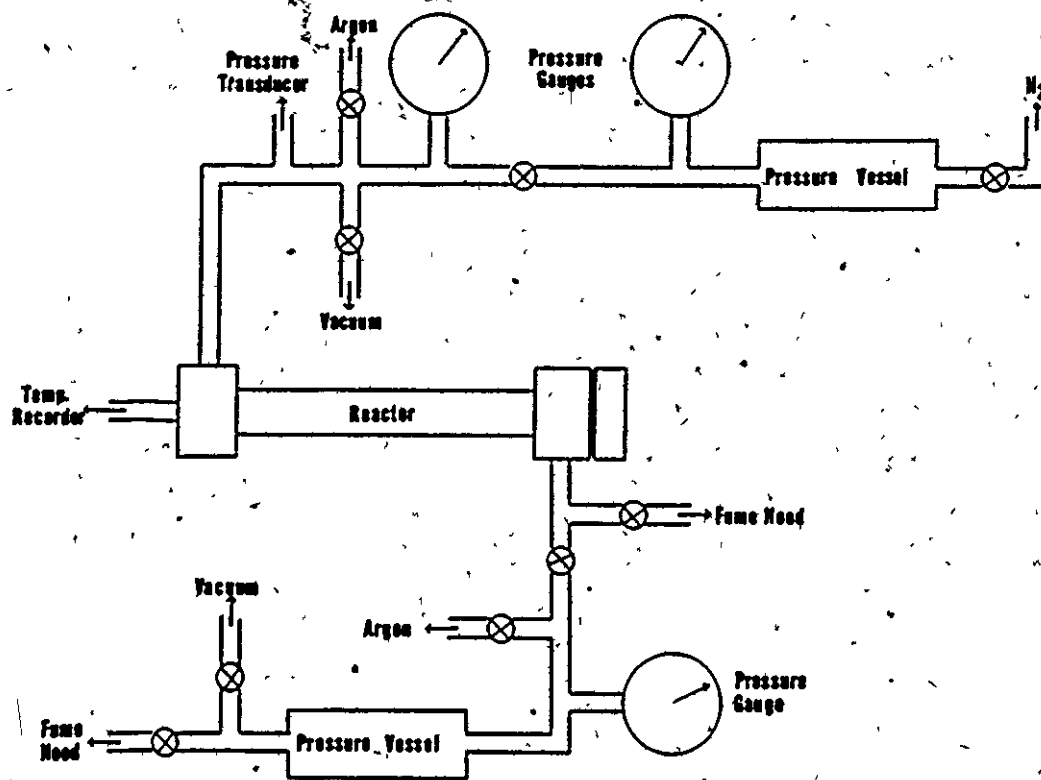 Argon
Pressure
Transducer
Pressure
Gauges
Pressure Vessel
Vacuum
Temp.
Recorder
Reactor
Fume Hood
Vacuum
Argon
Pressure
Gauge
Fume
Hood
Pressure Vessel